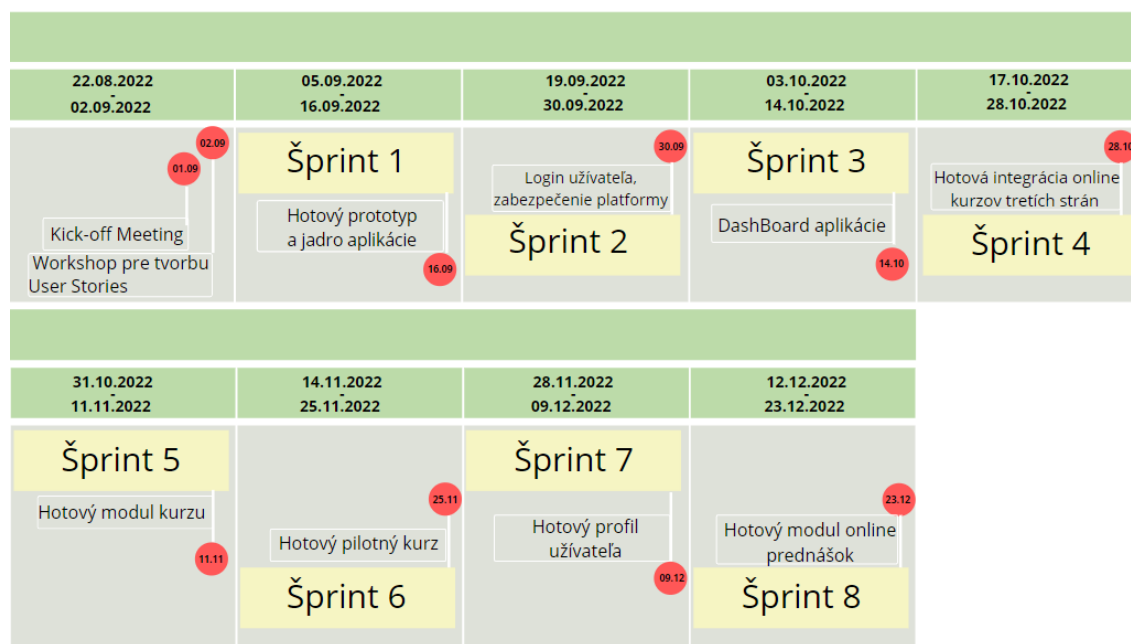 22.08.2022
-
02.09.2022
05.09.2022
-
16.09.2022
19.09.2022
-
30.09.2022
03.10.2022
-
14.10.2022
17.10.2022
-
28.10.2022
02.09
01.09
Kick-off Meeting
Workshop pre tvorbu
User Stories
Šprint 1
Hotový prototyp
a jadro aplikácie
16.09
30.09
Login užívateľa,
zabezpečenie platformy
Šprint 2
Šprint 3
DashBoard aplikácie
14.10
28.10
Hotová integrácia online
kurzov tretích strán
Šprint 4
31.10.2022
-
11.11.2022
14.11.2022
-
25.11.2022
28.11.2022
-
09.12.2022
12.12.2022
-
23.12.2022
Šprint 5
Hotový modul kurzu
11.11
25.11
Hotový pilotný kurz
Šprint 6
Šprint 7
Hotový profil
užívateľa
09.12
23.12
Hotový modul online
prednášok
Šprint 8